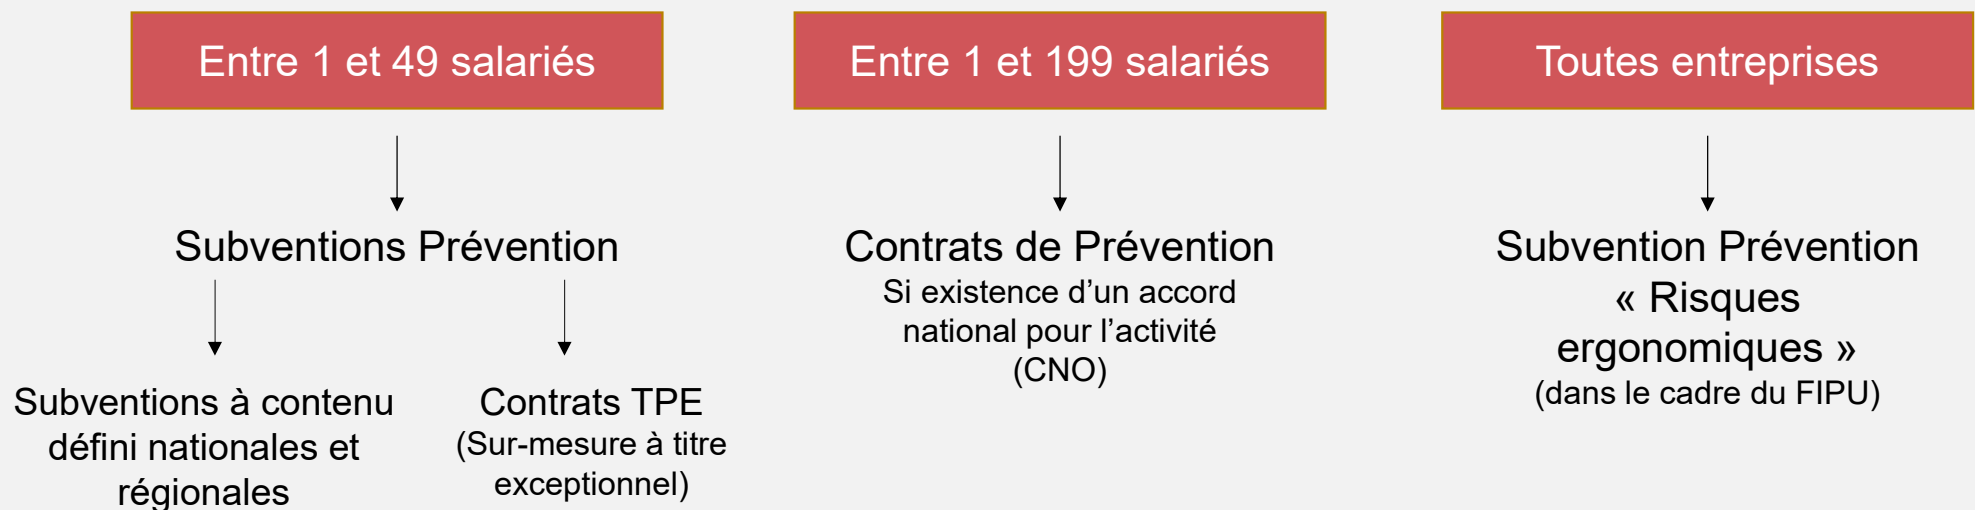 Entre 1 et 49 salariés
Entre 1 et 199 salariés
Toutes entreprises
Subventions Prévention
Subventions à contenu
défini nationales et
régionales
Contrats TPE
(Sur-mesure à titre
exceptionnel)
Contrats de Prévention
Si existence d’un accord
national pour l’activité
(CNO)
Subvention Prévention
« Risques
ergonomiques »
(dans le cadre du FIPU)